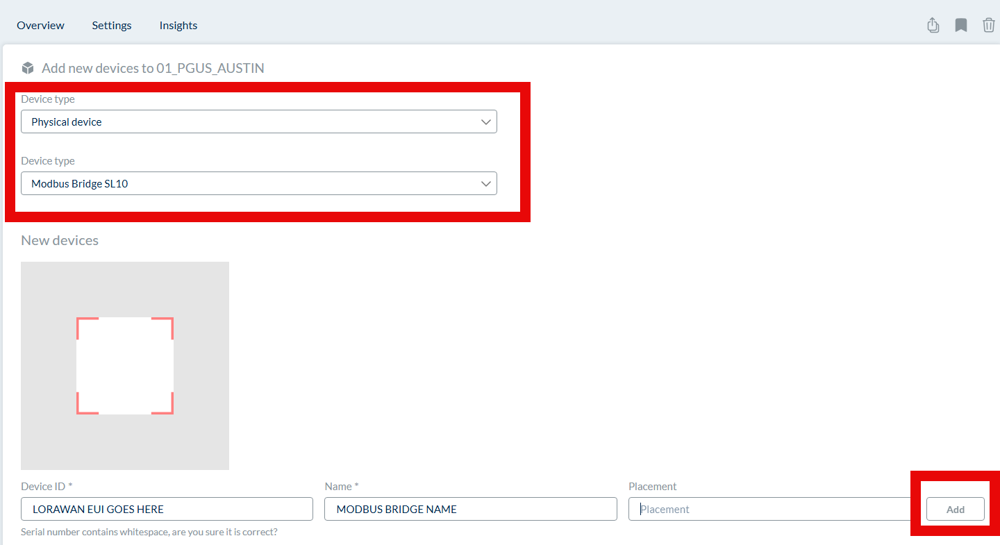 Overview Settings Insights
Add new devices to 01_PGUS_AUSTIN
Device type
Physical device
Device type
Modbus Bridge SL10
New devices
Device ID * Name * Placement
LORAWAN EUI GOES HERE MODBUS BRIDGE NAME Placement Add
Serial number contains whitespace, are you sure it is correct?